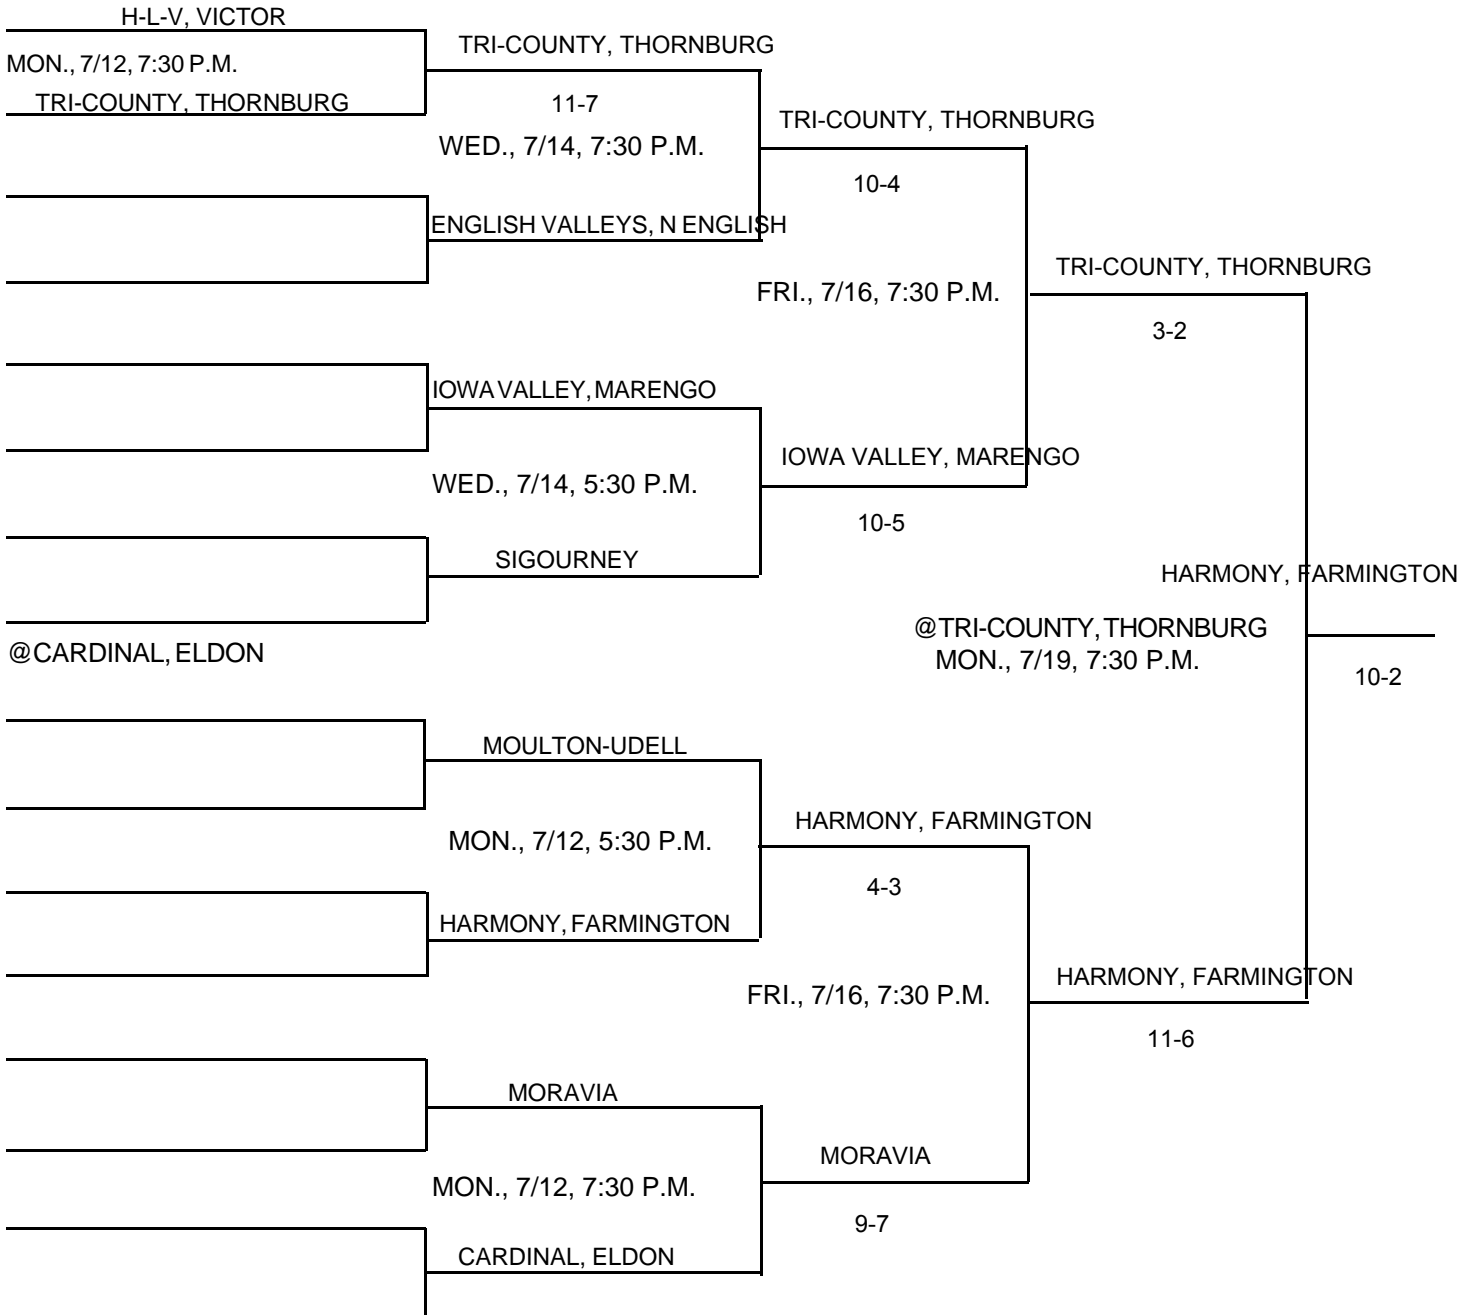 H-L-V, VICTOR
TRI-COUNTY, THORNBURG
MON., 7/12, 7:30 P.M.
TRI-COUNTY, THORNBURG
11-7
TRI-COUNTY, THORNBURG
WED., 7/14, 7:30 P.M.
10-4
ENGLISH VALLEYS, N ENGLISH
TRI-COUNTY, THORNBURG
FRI., 7/16, 7:30 P.M.
3-2
IOWA VALLEY, MARENGO
IOWA VALLEY, MARENGO
WED., 7/14, 5:30 P.M.
10-5
SIGOURNEY
HARMONY, FARMINGTON
@TRI-COUNTY, THORNBURG
@CARDINAL, ELDON
MON., 7/19, 7:30 P.M.
10-2
MOULTON-UDELL
HARMONY, FARMINGTON
MON., 7/12, 5:30 P.M.
4-3
HARMONY, FARMINGTON
HARMONY, FARMINGTON
FRI., 7/16, 7:30 P.M.
11-6
MORAVIA
MORAVIA
MON., 7/12, 7:30 P.M.
9-7
CARDINAL, ELDON